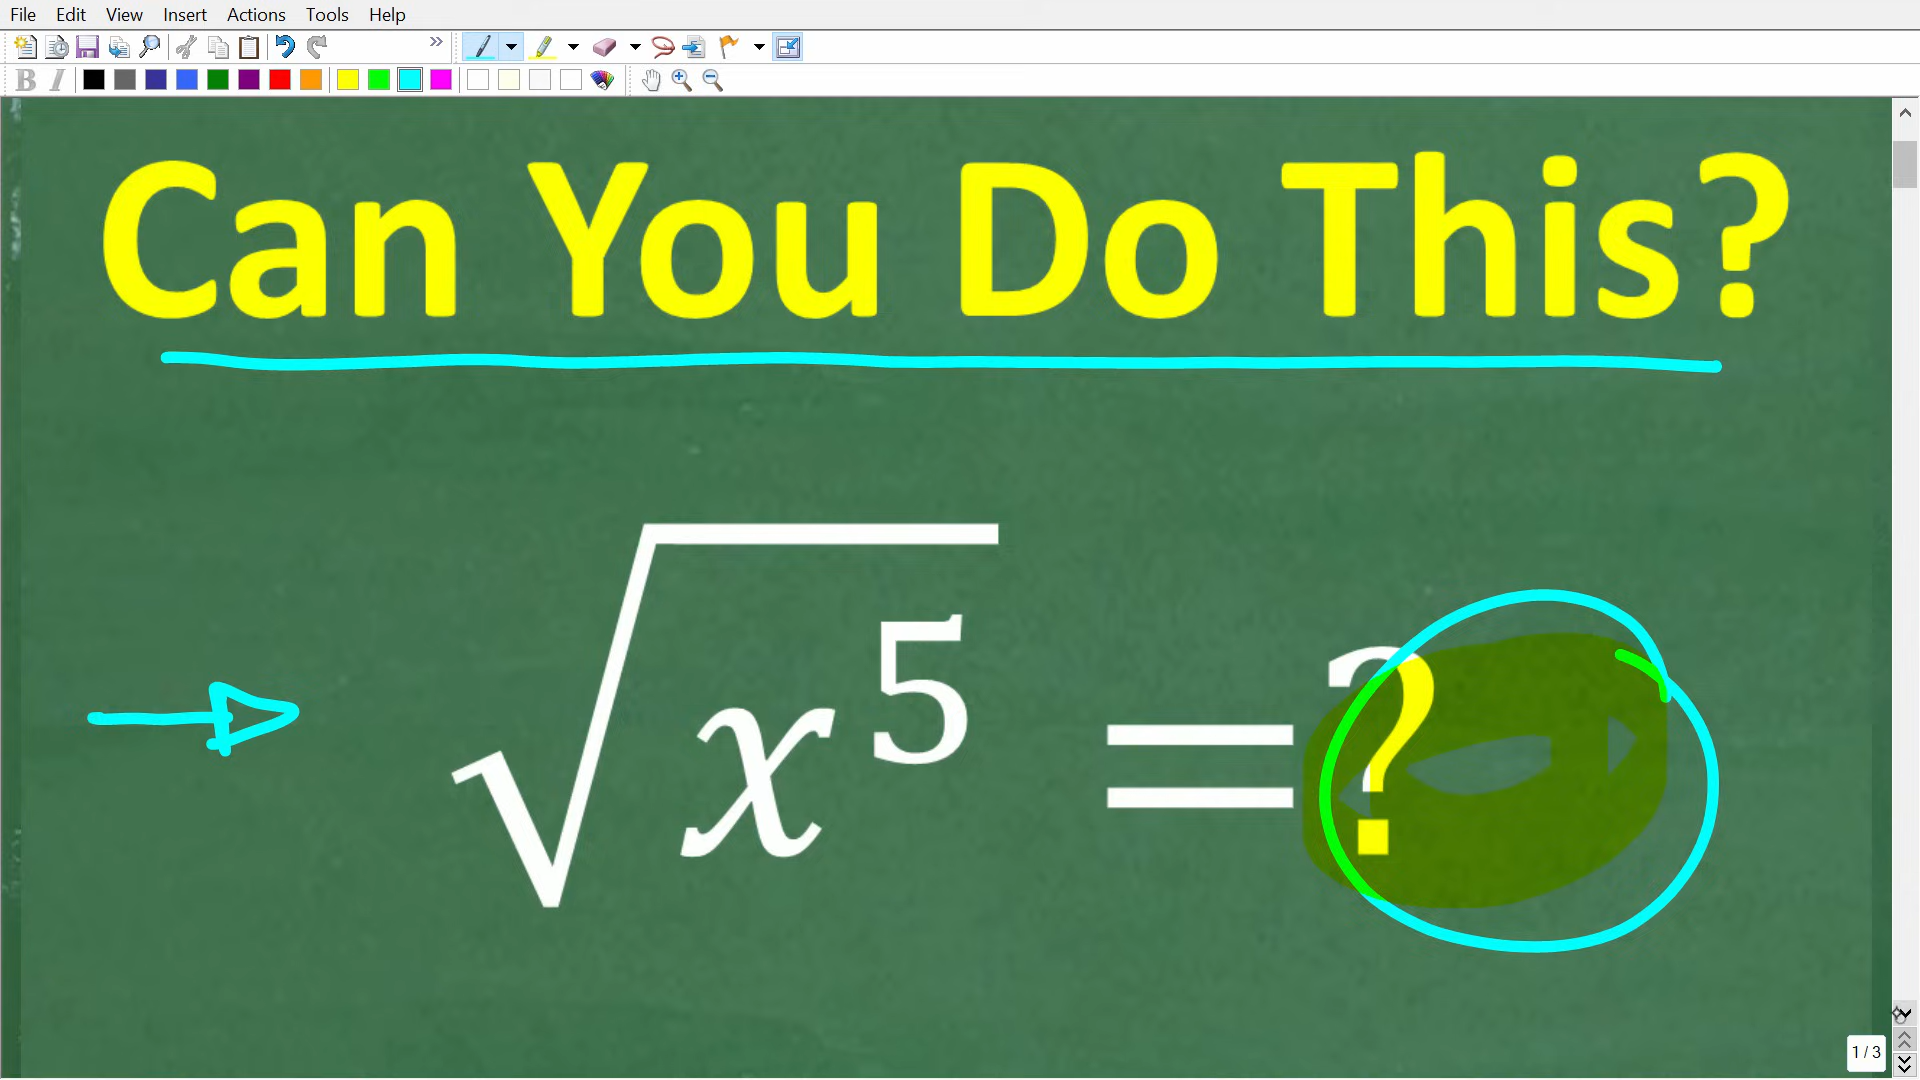 File Edit View Insert Actions Tools Help
B I
Can You Do This?
√x⁵ = ?
1 / 3